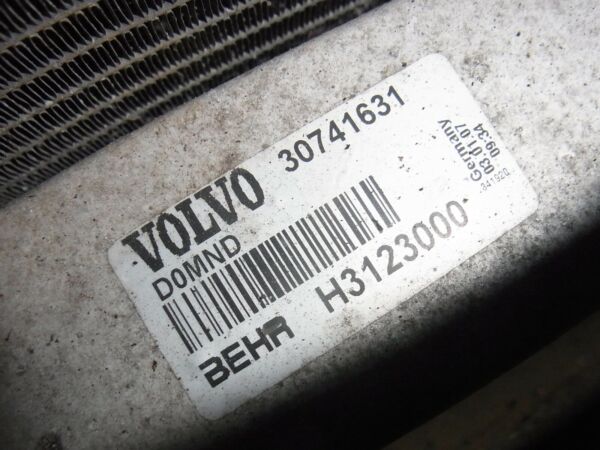 VOLVO 30741631
D0MND
BEHR H3123000
Germany
03 01 07
09:34